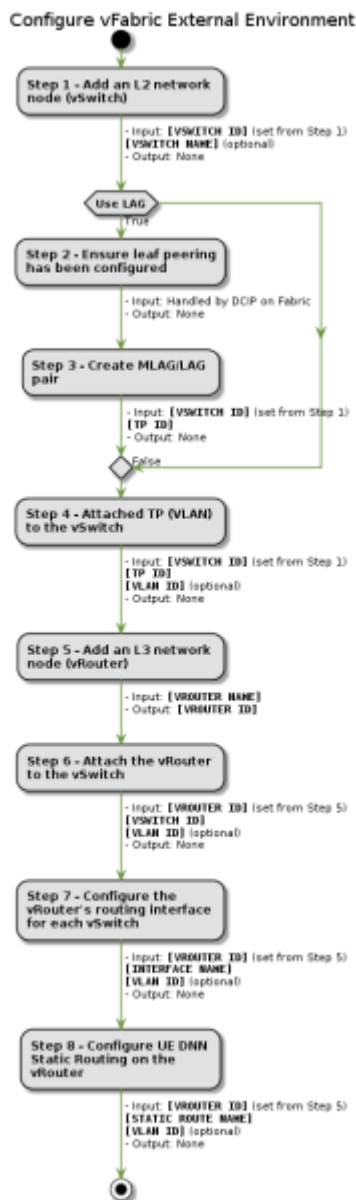 Configure vFabric External Environment
Step 1 - Add an L2 network
node (vSwitch)
- Input: [VSWITCH ID] (set from Step 1)
[VSWITCH NAME] (optional)
- Output: None
Use LAG
True
Step 2 - Ensure leaf peering
has been configured
- Input: Handled by DCIP on Fabric
- Output: None
Step 3 - Create MLAG/LAG
pair
- Input: [VSWITCH ID] (set from Step 1)
[TP ID]
- Output: None
False
Step 4 - Attached TP (VLAN)
to the vSwitch
- Input: [VSWITCH ID] (set from Step 1)
[TP ID]
[VLAN ID] (optional)
- Output: None
Step 5 - Add an L3 network
node (vRouter)
- Input: [VROUTER NAME]
- Output: [VROUTER ID]
Step 6 - Attach the vRouter
to the vSwitch
- Input: [VROUTER ID] (set from Step 5)
[VSWITCH ID]
[VLAN ID] (optional)
- Output: None
Step 7 - Configure the
vRouter's routing interface
for each vSwitch
- Input: [VROUTER ID] (set from Step 5)
[INTERFACE NAME]
[VLAN ID] (optional)
- Output: None
Step 8 - Configure UE DNN
Static Routing on the
vRouter
- Input: [VROUTER ID] (set from Step 5)
[STATIC ROUTE NAME]
[VLAN ID] (optional)
- Output: None